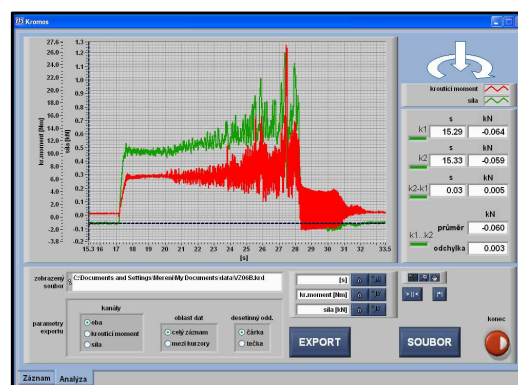 Kromos
27.6
26.0
24.0
22.0
20.0
18.0
16.0
14.0
12.0
10.0
8.0
6.0
4.0
2.0
0.0
-2.0
-3.8
kr.moment [Nm]
1.3
1.2
1.1
1.0
0.9
0.8
0.7
0.6
0.5
0.4
0.3
0.2
0.1
0.0
-0.1
-0.2
síla [kN]
15.3 16 17 18 19 20 21 22 23 24 25 26 27 28 29 30 31 32 33.5
[s]
kroutící moment
síla
s kN
k1 15.29 -0.064
s kN
k2 15.33 -0.059
s kN
k2-k1 0.03 0.005
kN
k1...k2 průměr -0.060
odchylka 0.003
zobrazený soubor
C:\Documents and Settings\Mereni\My Documents\data\VZ06B.krd
parametry exportu
kanály
oba
kroutící moment
síla
oblast dat
celý záznam
mezi kurzory
desetinný odd.
čárka
tečka
[s]
kr.moment [Nm]
síla [kN]
EXPORT
SOUBOR
konec
Záznam Analýza